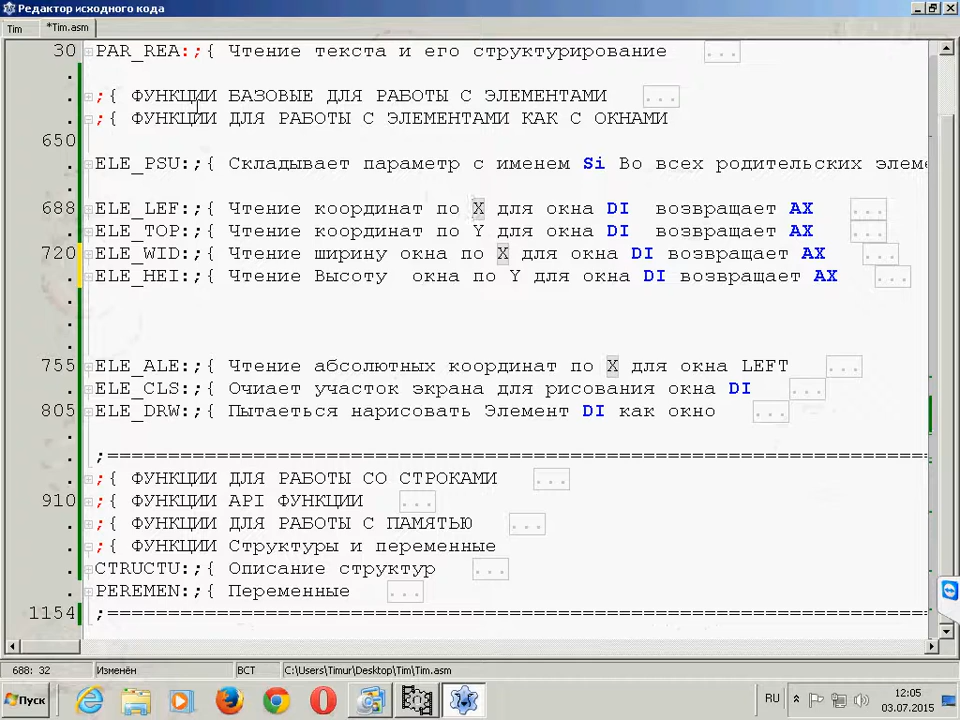 Редактор исходного кода
Tim *Tim.asm
30 PAR_REA:;{ Чтение текста и его структурирование ...
;{ ФУНКЦИИ БАЗОВЫЕ ДЛЯ РАБОТЫ С ЭЛЕМЕНТАМИ ...
;{ ФУНКЦИИ ДЛЯ РАБОТЫ С ЭЛЕМЕНТАМИ КАК С ОКНАМИ
650
ELE_PSU:;{ Складывает параметр с именем Si Во всех родительских элеме
688 ELE_LEF:;{ Чтение координат по X для окна DI возвращает AX ...
ELE_TOP:;{ Чтение координат по Y для окна DI возвращает AX ...
720 ELE_WID:;{ Чтение ширину окна по X для окна DI возвращает AX ...
ELE_HEI:;{ Чтение Высоту окна по Y для окна DI возвращает AX ...
755 ELE_ALE:;{ Чтение абсолютных координат по X для окна LEFT ...
ELE_CLS:;{ Очиает участок экрана для рисования окна DI ...
805 ELE_DRW:;{ Пытаеться нарисовать Элемент DI как окно ...
;=====================================================================
;{ ФУНКЦИИ ДЛЯ РАБОТЫ СО СТРОКАМИ ...
910 ;{ ФУНКЦИИ API ФУНКЦИИ ...
;{ ФУНКЦИИ ДЛЯ РАБОТЫ С ПАМЯТЬЮ ...
;{ ФУНКЦИИ Структуры и переменные
CTRUCTU:;{ Описание структур ...
PEREMEN:;{ Переменные ...
1154 ;=====================================================================
688: 32 Изменён ВСТ C:\Users\Timur\Desktop\Tim\Tim.asm
Пуск RU 12:05
03.07.2015